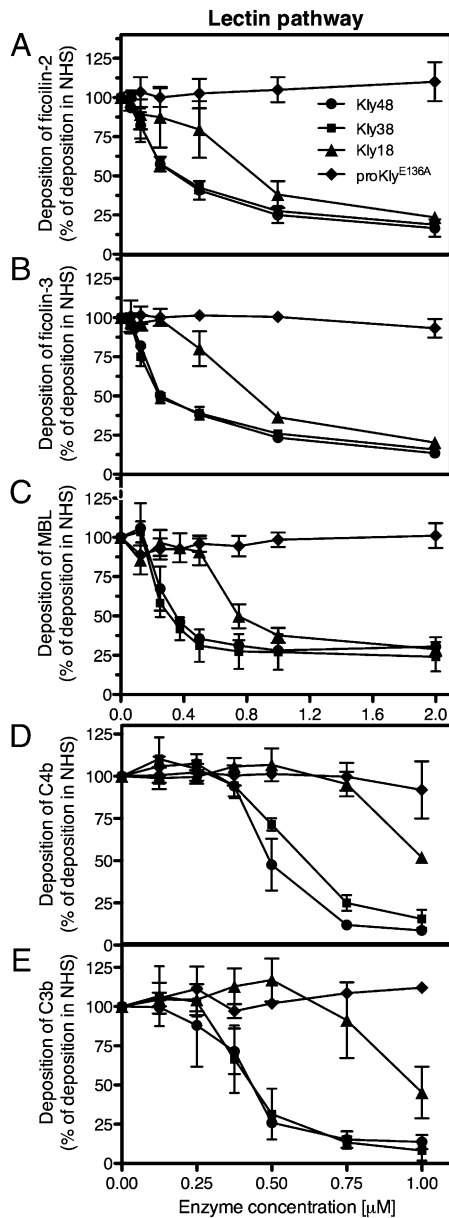 Lectin pathway
A
Deposition of ficoilin-2
(% of deposition in NHS)
125
100
75
50
25
0
Kly48
Kly38
Kly18
proKlyE136A
B
Deposition of ficolin-3
(% of deposition in NHS)
125
100
75
50
25
0
C
Deposition of MBL
(% of deposition in NHS)
125
100
75
50
25
0
0.0 0.4 0.8 1.2 1.6 2.0
D
Deposition of C4b
(% of deposition in NHS)
125
100
75
50
25
0
E
Deposition of C3b
(% of deposition in NHS)
125
100
75
50
25
0
0.00 0.25 0.50 0.75 1.00
Enzyme concentration [µM]